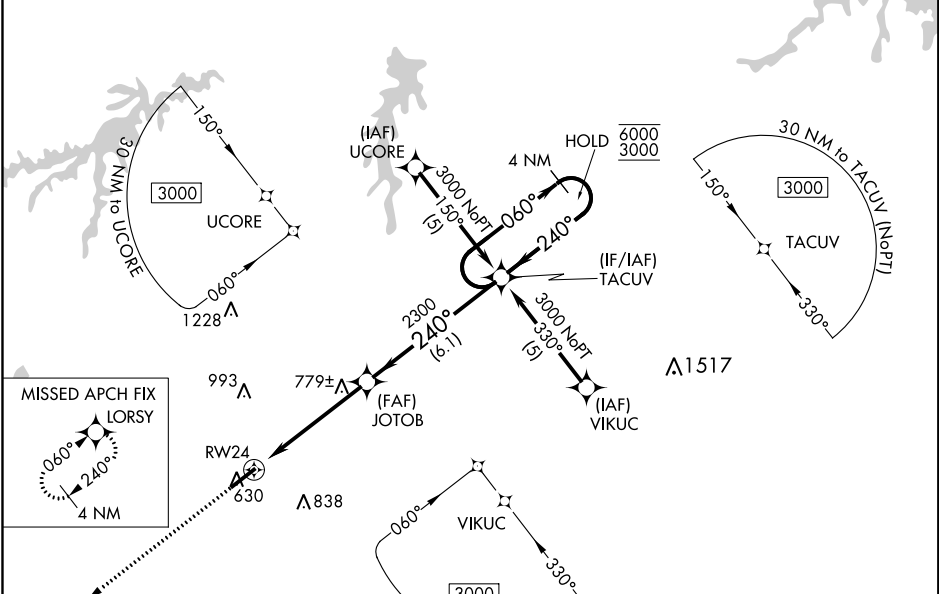 150°
30 NM to UCORE
3000
UCORE
060°
1228
(IAF)
UCORE
3000 NoPT
150°
(5)
4 NM
HOLD
6000
3000
060°
240°
(IF/IAF)
TACUV
30 NM to TACUV (NoPT)
150°
3000
TACUV
330°
2300
240°
(6.1)
3000 NoPT
330°
(5)
(IAF)
VIKUC
1517
993
779±
(FAF)
JOTOB
MISSED APCH FIX
LORSY
060°
240°
4 NM
RW24
630
838
060°
VIKUC
330°
3000